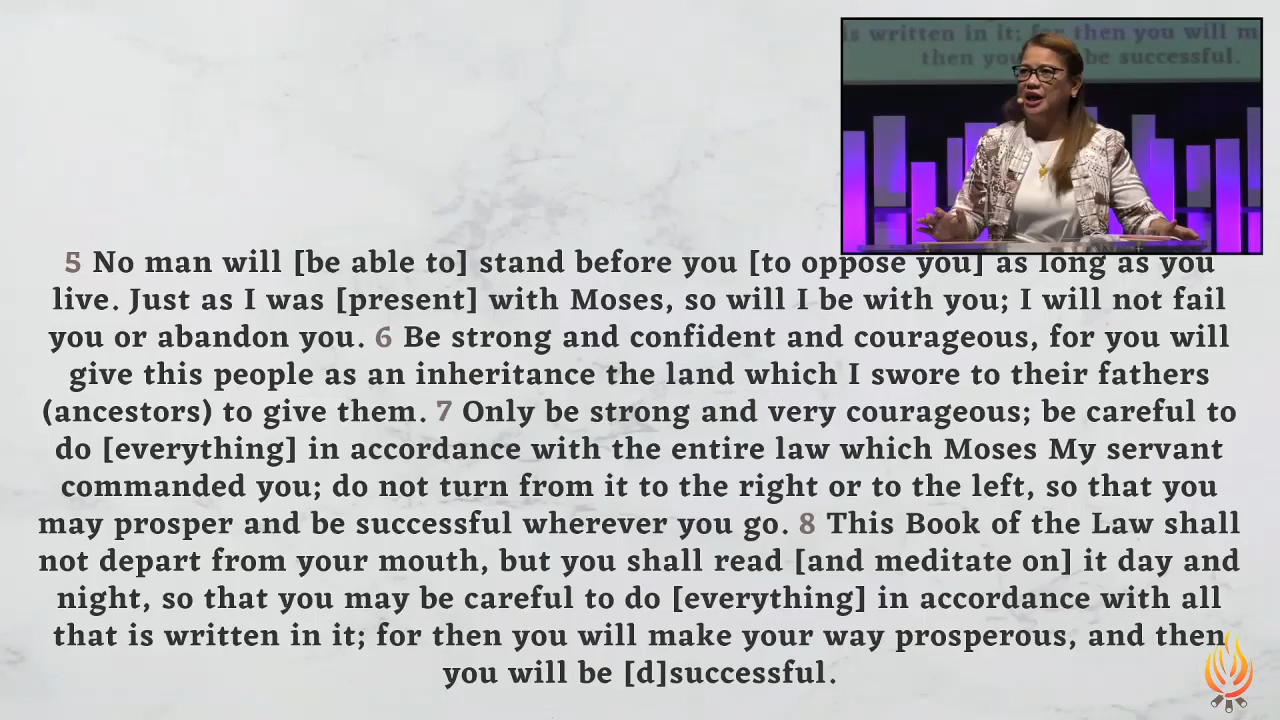 is written in it; for then you will m
then you be successful.
5 No man will [be able to] stand before you [to oppose you] as long as you
live. Just as I was [present] with Moses, so will I be with you; I will not fail
you or abandon you. 6 Be strong and confident and courageous, for you will
give this people as an inheritance the land which I swore to their fathers
(ancestors) to give them. 7 Only be strong and very courageous; be careful to
do [everything] in accordance with the entire law which Moses My servant
commanded you; do not turn from it to the right or to the left, so that you
may prosper and be successful wherever you go. 8 This Book of the Law shall
not depart from your mouth, but you shall read [and meditate on] it day and
night, so that you may be careful to do [everything] in accordance with all
that is written in it; for then you will make your way prosperous, and then
you will be [d]successful.